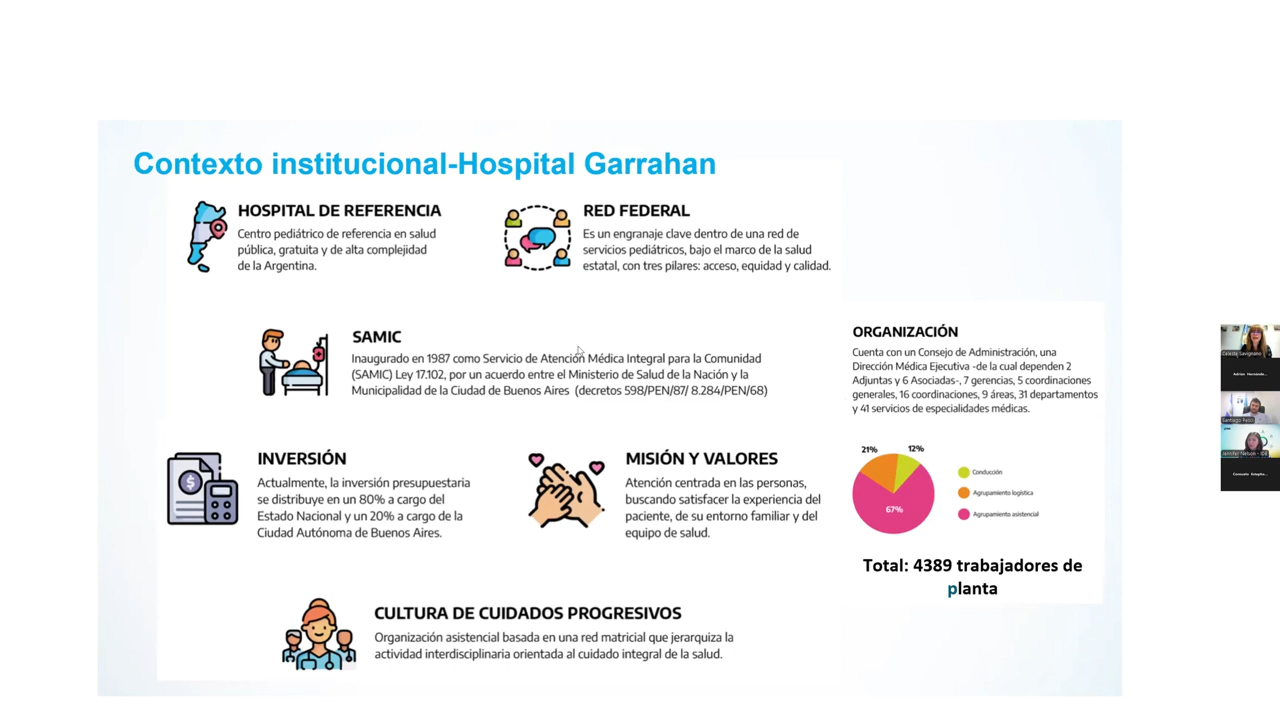 Contexto institucional-Hospital Garrahan
HOSPITAL DE REFERENCIA
Centro pediátrico de referencia en salud
pública, gratuita y de alta complejidad
de la Argentina.
RED FEDERAL
Es un engranaje clave dentro de una red de
servicios pediátricos, bajo el marco de la salud
estatal, con tres pilares: acceso, equidad y calidad.
SAMIC
Inaugurado en 1987 como Servicio de Atención Médica Integral para la Comunidad
(SAMIC) Ley 17.102, por un acuerdo entre el Ministerio de Salud de la Nación y la
Municipalidad de la Ciudad de Buenos Aires (decretos 598/PEN/87/ 8.284/PEN/68)
INVERSIÓN
Actualmente, la inversión presupuestaria
se distribuye en un 80% a cargo del
Estado Nacional y un 20% a cargo de la
Ciudad Autónoma de Buenos Aires.
MISIÓN Y VALORES
Atención centrada en las personas,
buscando satisfacer la experiencia del
paciente, de su entorno familiar y del
equipo de salud.
CULTURA DE CUIDADOS PROGRESIVOS
Organización asistencial basada en una red matricial que jerarquiza la
actividad interdisciplinaria orientada al cuidado integral de la salud.
ORGANIZACIÓN
Cuenta con un Consejo de Administración, una
Dirección Médica Ejecutiva -de la cual dependen 2
Adjuntas y 6 Asociadas-, 7 gerencias, 5 coordinaciones
generales, 16 coordinaciones, 9 áreas, 31 departamentos
y 41 servicios de especialidades médicas.
21%
12%
67%
Conducción
Agrupamiento logística
Agrupamiento asistencial
Total: 4389 trabajadores de
planta
Celeste Savignano
Adrian Hernánde...
Santiago
Jennifer Nelson - IDB
Consuelo